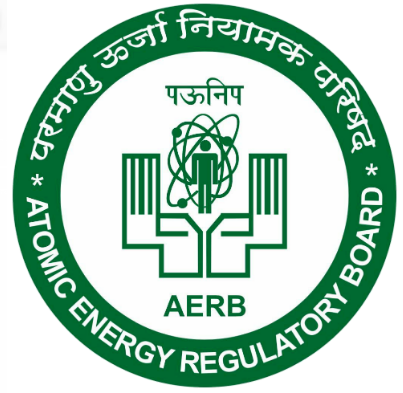 परमाणु ऊर्जा नियामक परिषद
पऊनिप
AERB
* ATOMIC ENERGY REGULATORY BOARD *